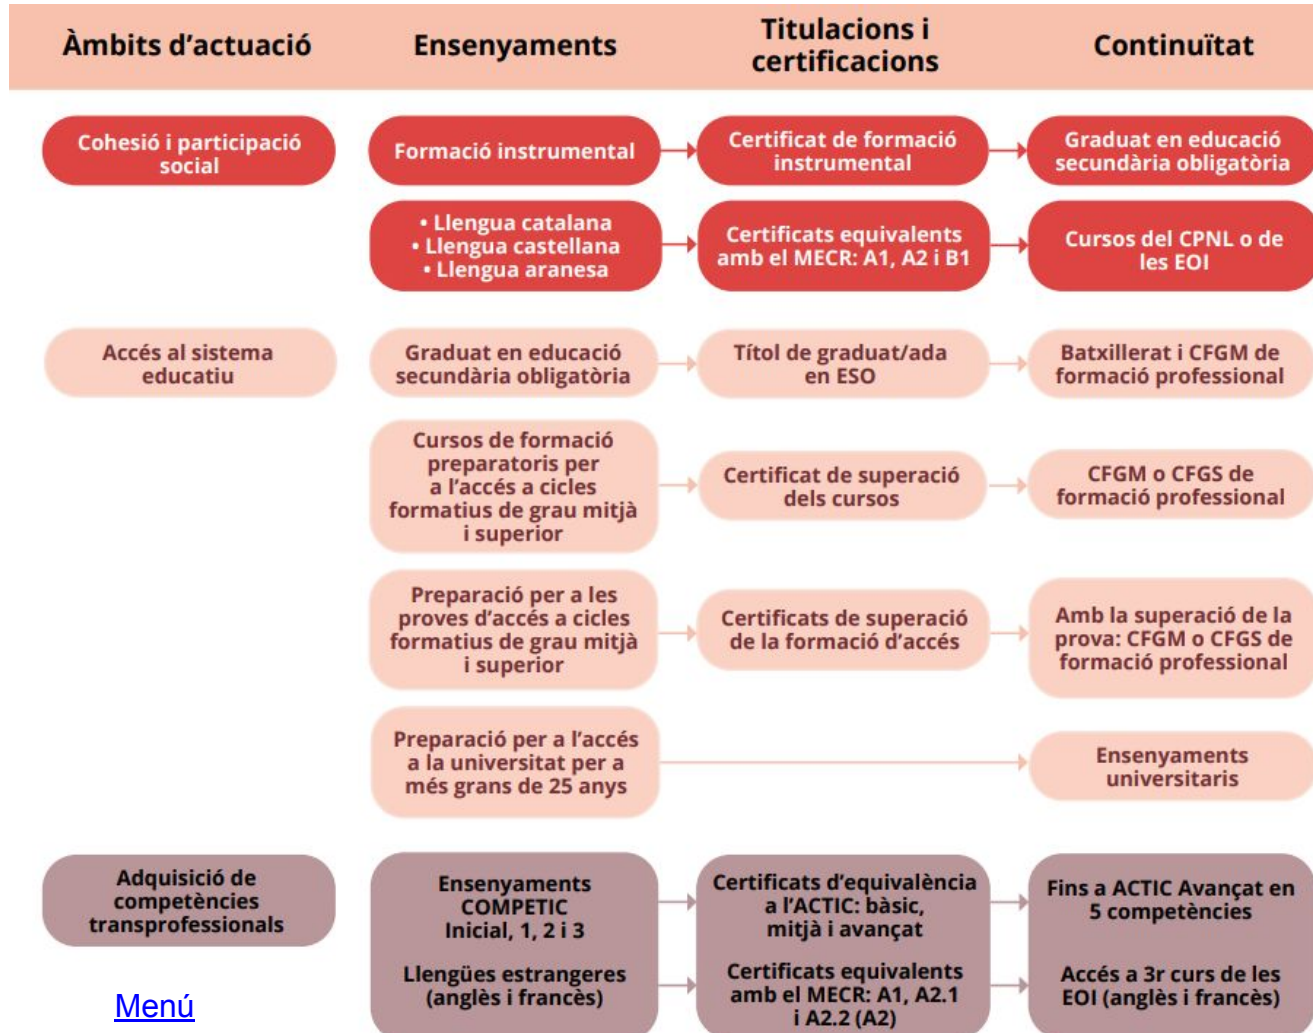 Àmbits d'actuació
Ensenyaments
Titulacions i
certificacions
Continuïtat
Cohesió i participació
social
Formació instrumental
Certificat de formació
instrumental
Graduat en educació
secundària obligatòria
• Llengua catalana
• Llengua castellana
• Llengua aranesa
Certificats equivalents
amb el MECR: A1, A2 i B1
Cursos del CPNL o de
les EOI
Accés al sistema
educatiu
Graduat en educació
secundària obligatòria
Títol de graduat/ada
en ESO
Batxillerat i CFGM de
formació professional
Cursos de formació
preparatoris per
a l'accés a cicles
formatius de grau mitjà
i superior
Certificat de superació
dels cursos
CFGM o CFGS de
formació professional
Preparació per a les
proves d'accés a cicles
formatius de grau mitjà
i superior
Certificats de superació
de la formació d'accés
Amb la superació de la
prova: CFGM o CFGS de
formació professional
Preparació per a l'accés
a la universitat per a
més grans de 25 anys
Ensenyaments
universitaris
Adquisició de
competències
transprofessionals
Ensenyaments
COMPETIC
Inicial, 1, 2 i 3
Certificats d'equivalència
a l'ACTIC: bàsic,
mitjà i avançat
Fins a ACTIC Avançat en
5 competències
Llengües estrangeres
(anglès i francès)
Certificats equivalents
amb el MECR: A1, A2.1
i A2.2 (A2)
Accés a 3r curs de les
EOI (anglès i francès)
Menú